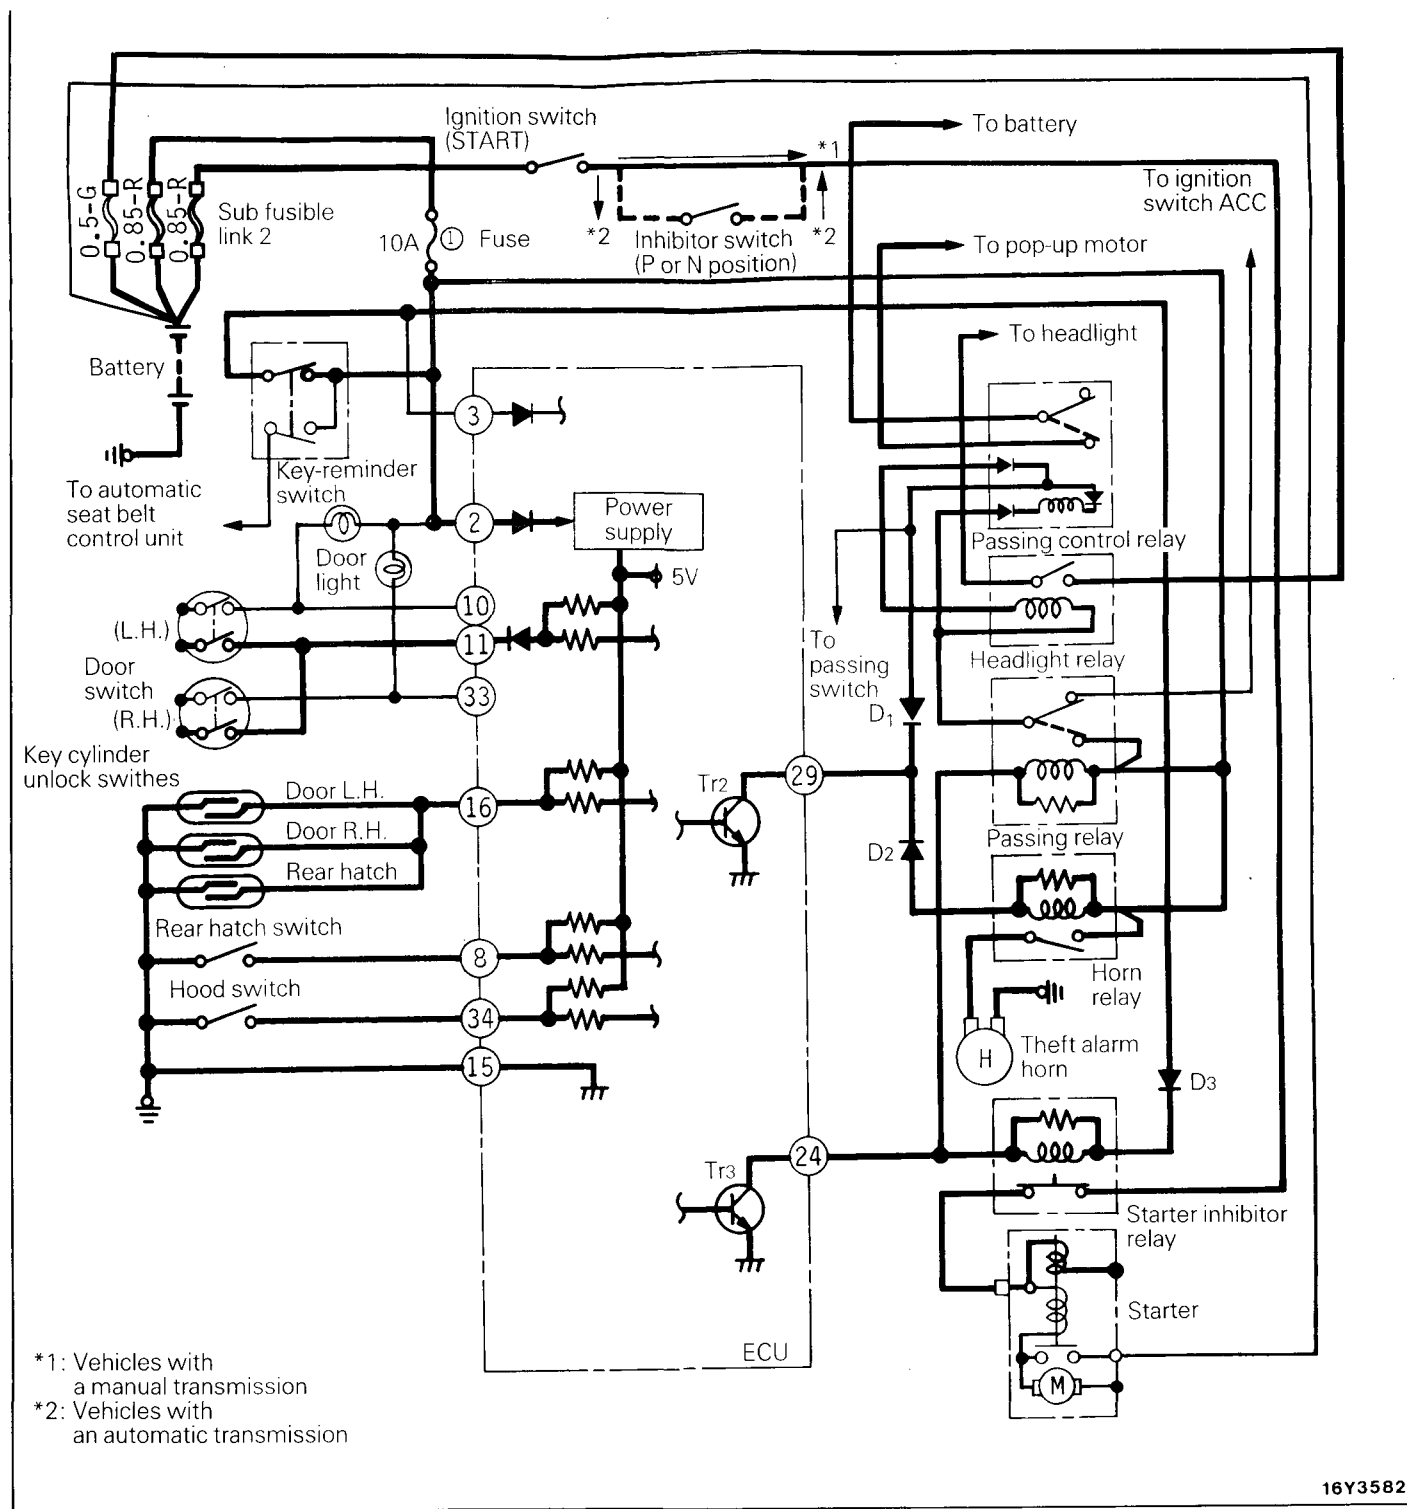 Ignition switch
(START)
*1
To battery
To ignition
switch ACC
0.5-G
0.85-R
0.85-R
Sub fusible
link 2
10A
1
Fuse
*2
Inhibitor switch
(P or N position)
*2
To pop-up motor
To headlight
Battery
Key-reminder
switch
To automatic
seat belt
control unit
3
2
Power
supply
5V
Door
light
Passing control relay
10
11
33
(L.H.)
Door
switch
(R.H.)
To
passing
switch
Headlight relay
D1
Key cylinder
unlock swithes
Door L.H.
Door R.H.
Rear hatch
16
Tr2
29
Passing relay
D2
Rear hatch switch
8
Hood switch
34
15
Horn
relay
H
Theft alarm
horn
D3
Tr3
24
Starter inhibitor
relay
Starter
M
ECU
*1: Vehicles with
a manual transmission
*2: Vehicles with
an automatic transmission
16Y3582